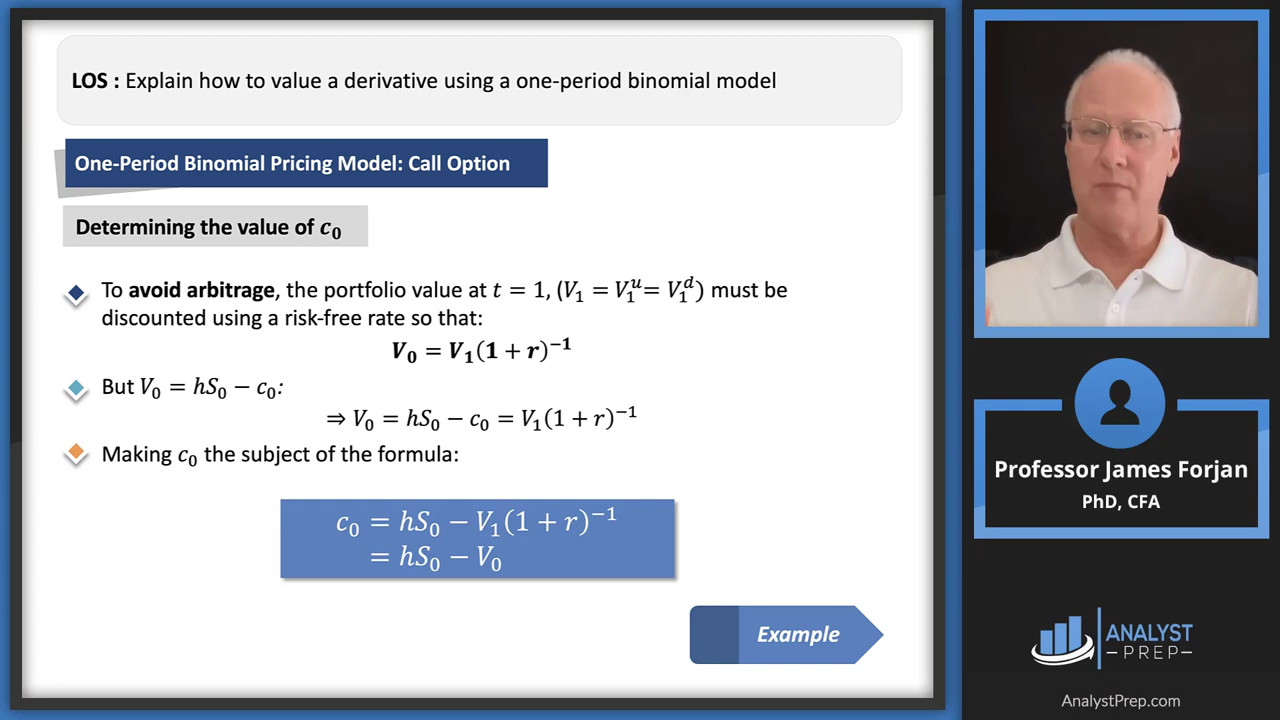 LOS : Explain how to value a derivative using a one-period binomial model
One-Period Binomial Pricing Model: Call Option
Determining the value of c₀
To avoid arbitrage, the portfolio value at t = 1, (V₁ = V₁ᵘ= V₁ᵈ) must be
discounted using a risk-free rate so that:
V₀ = V₁(1 + r)⁻¹
But V₀ = hS₀ − c₀:
⇒ V₀ = hS₀ − c₀ = V₁(1 + r)⁻¹
Making c₀ the subject of the formula:
c₀ = hS₀ − V₁(1 + r)⁻¹
= hS₀ − V₀
Example
Professor James Forjan
PhD, CFA
ANALYST
PREP
AnalystPrep.com